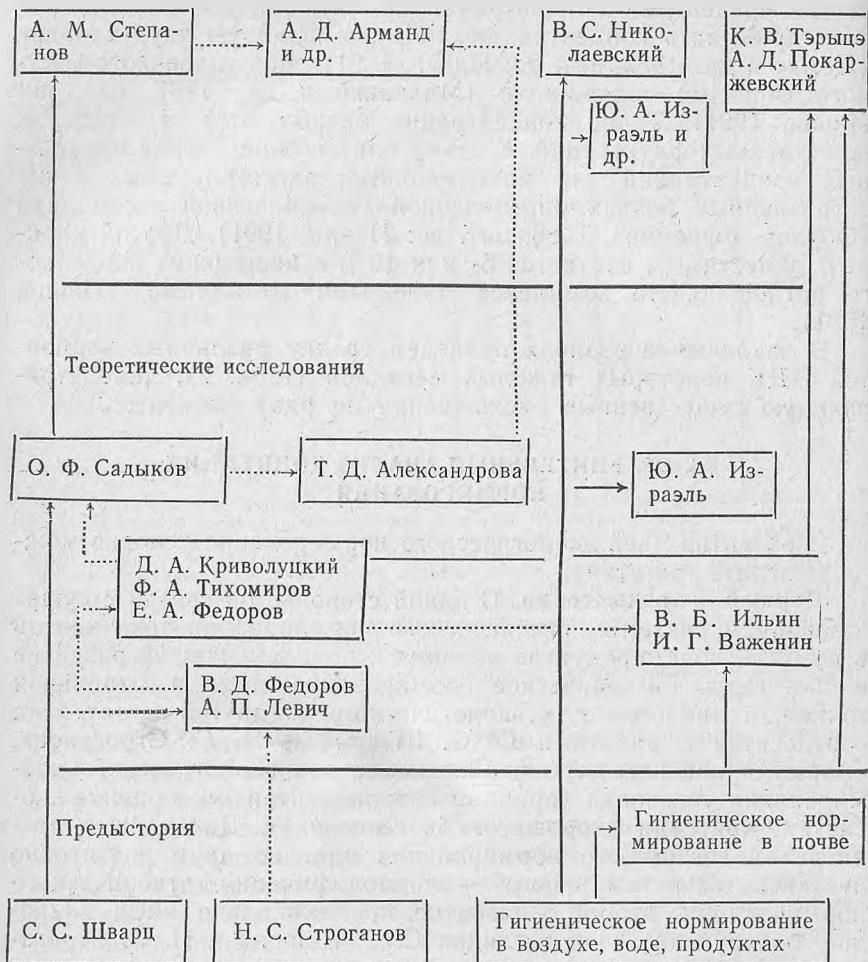 А. М. Степа-
нов
А. Д. Арманд
и др.
В. С. Нико-
лаевский
К. В. Тэрыцэ
А. Д. Покар-
жевский
Ю. А. Из-
раэль и
др.
Теоретические исследования
О. Ф. Садыков
Т. Д. Александрова
Ю. А. Из-
раэль
Д. А. Криволуцкий
Ф. А. Тихомиров
Е. А. Федоров
В. Б. Ильин
И. Г. Важенин
В. Д. Федоров
А. П. Левич
Предыстория
Гигиеническое нор-
мирование в почве
С. С. Шварц
Н. С. Строганов
Гигиеническое нормирование
в воздухе, воде, продуктах